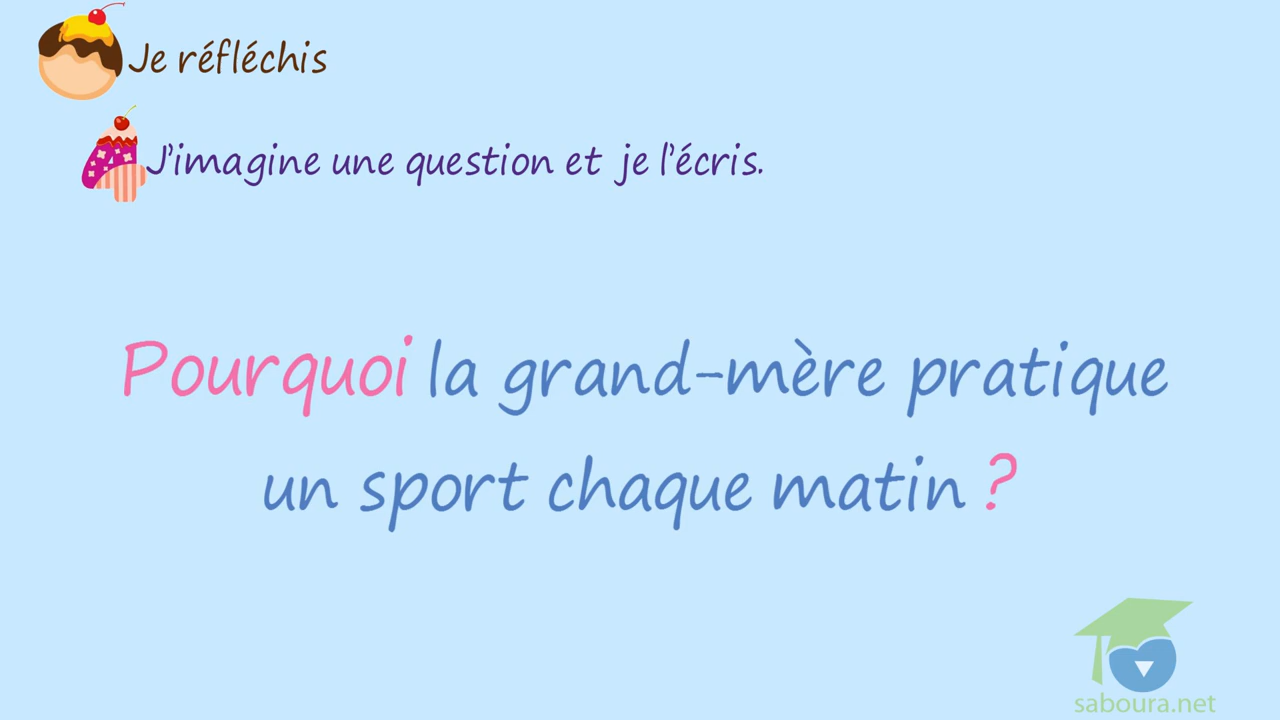 Je réfléchis
J'imagine une question et je l'écris.
Pourquoi la grand-mère pratique
un sport chaque matin ?
saboura.net